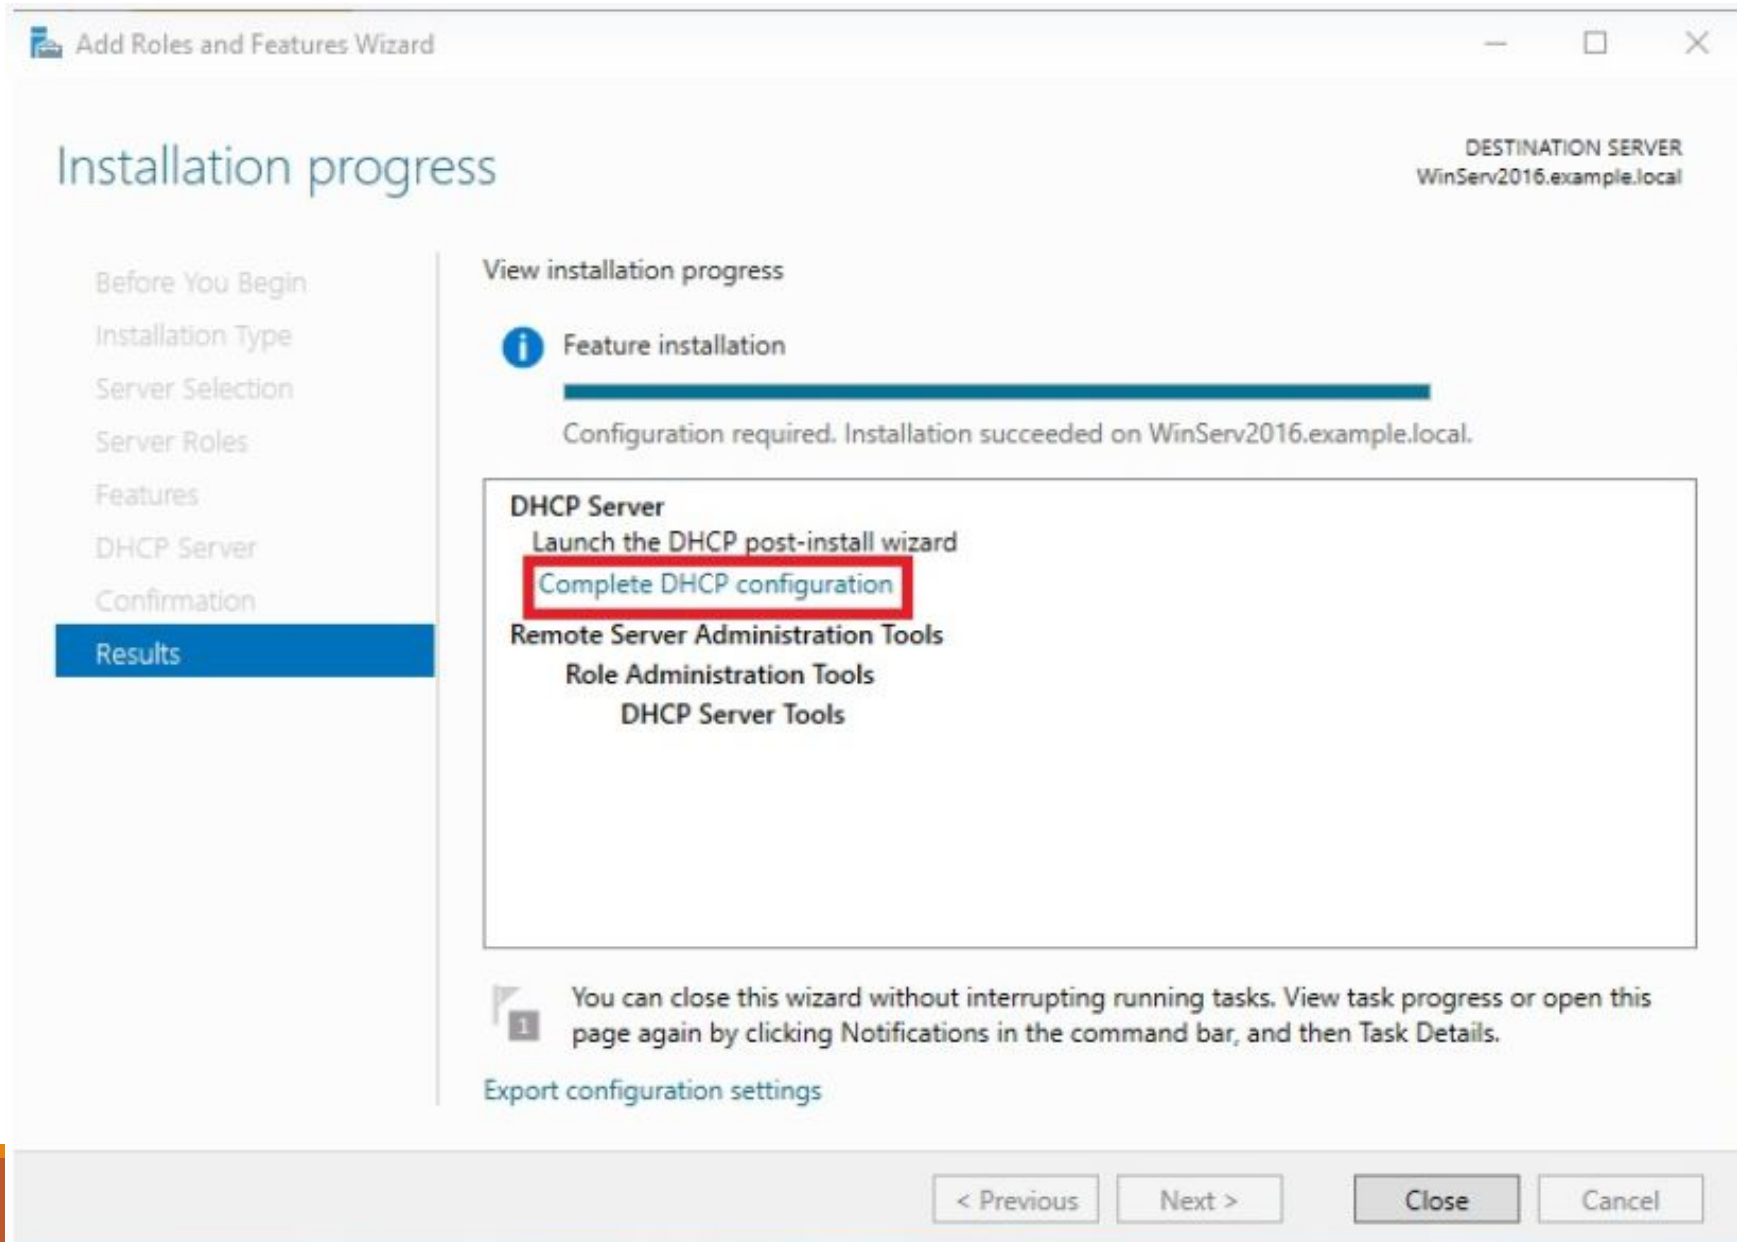 Add Roles and Features Wizard
Installation progress
DESTINATION SERVER
WinServ2016.example.local
Before You Begin
Installation Type
Server Selection
Server Roles
Features
DHCP Server
Confirmation
Results
View installation progress
Feature installation
Configuration required. Installation succeeded on WinServ2016.example.local.
DHCP Server
Launch the DHCP post-install wizard
Complete DHCP configuration
Remote Server Administration Tools
Role Administration Tools
DHCP Server Tools
1
You can close this wizard without interrupting running tasks. View task progress or open this
page again by clicking Notifications in the command bar, and then Task Details.
Export configuration settings
< Previous
Next >
Close
Cancel